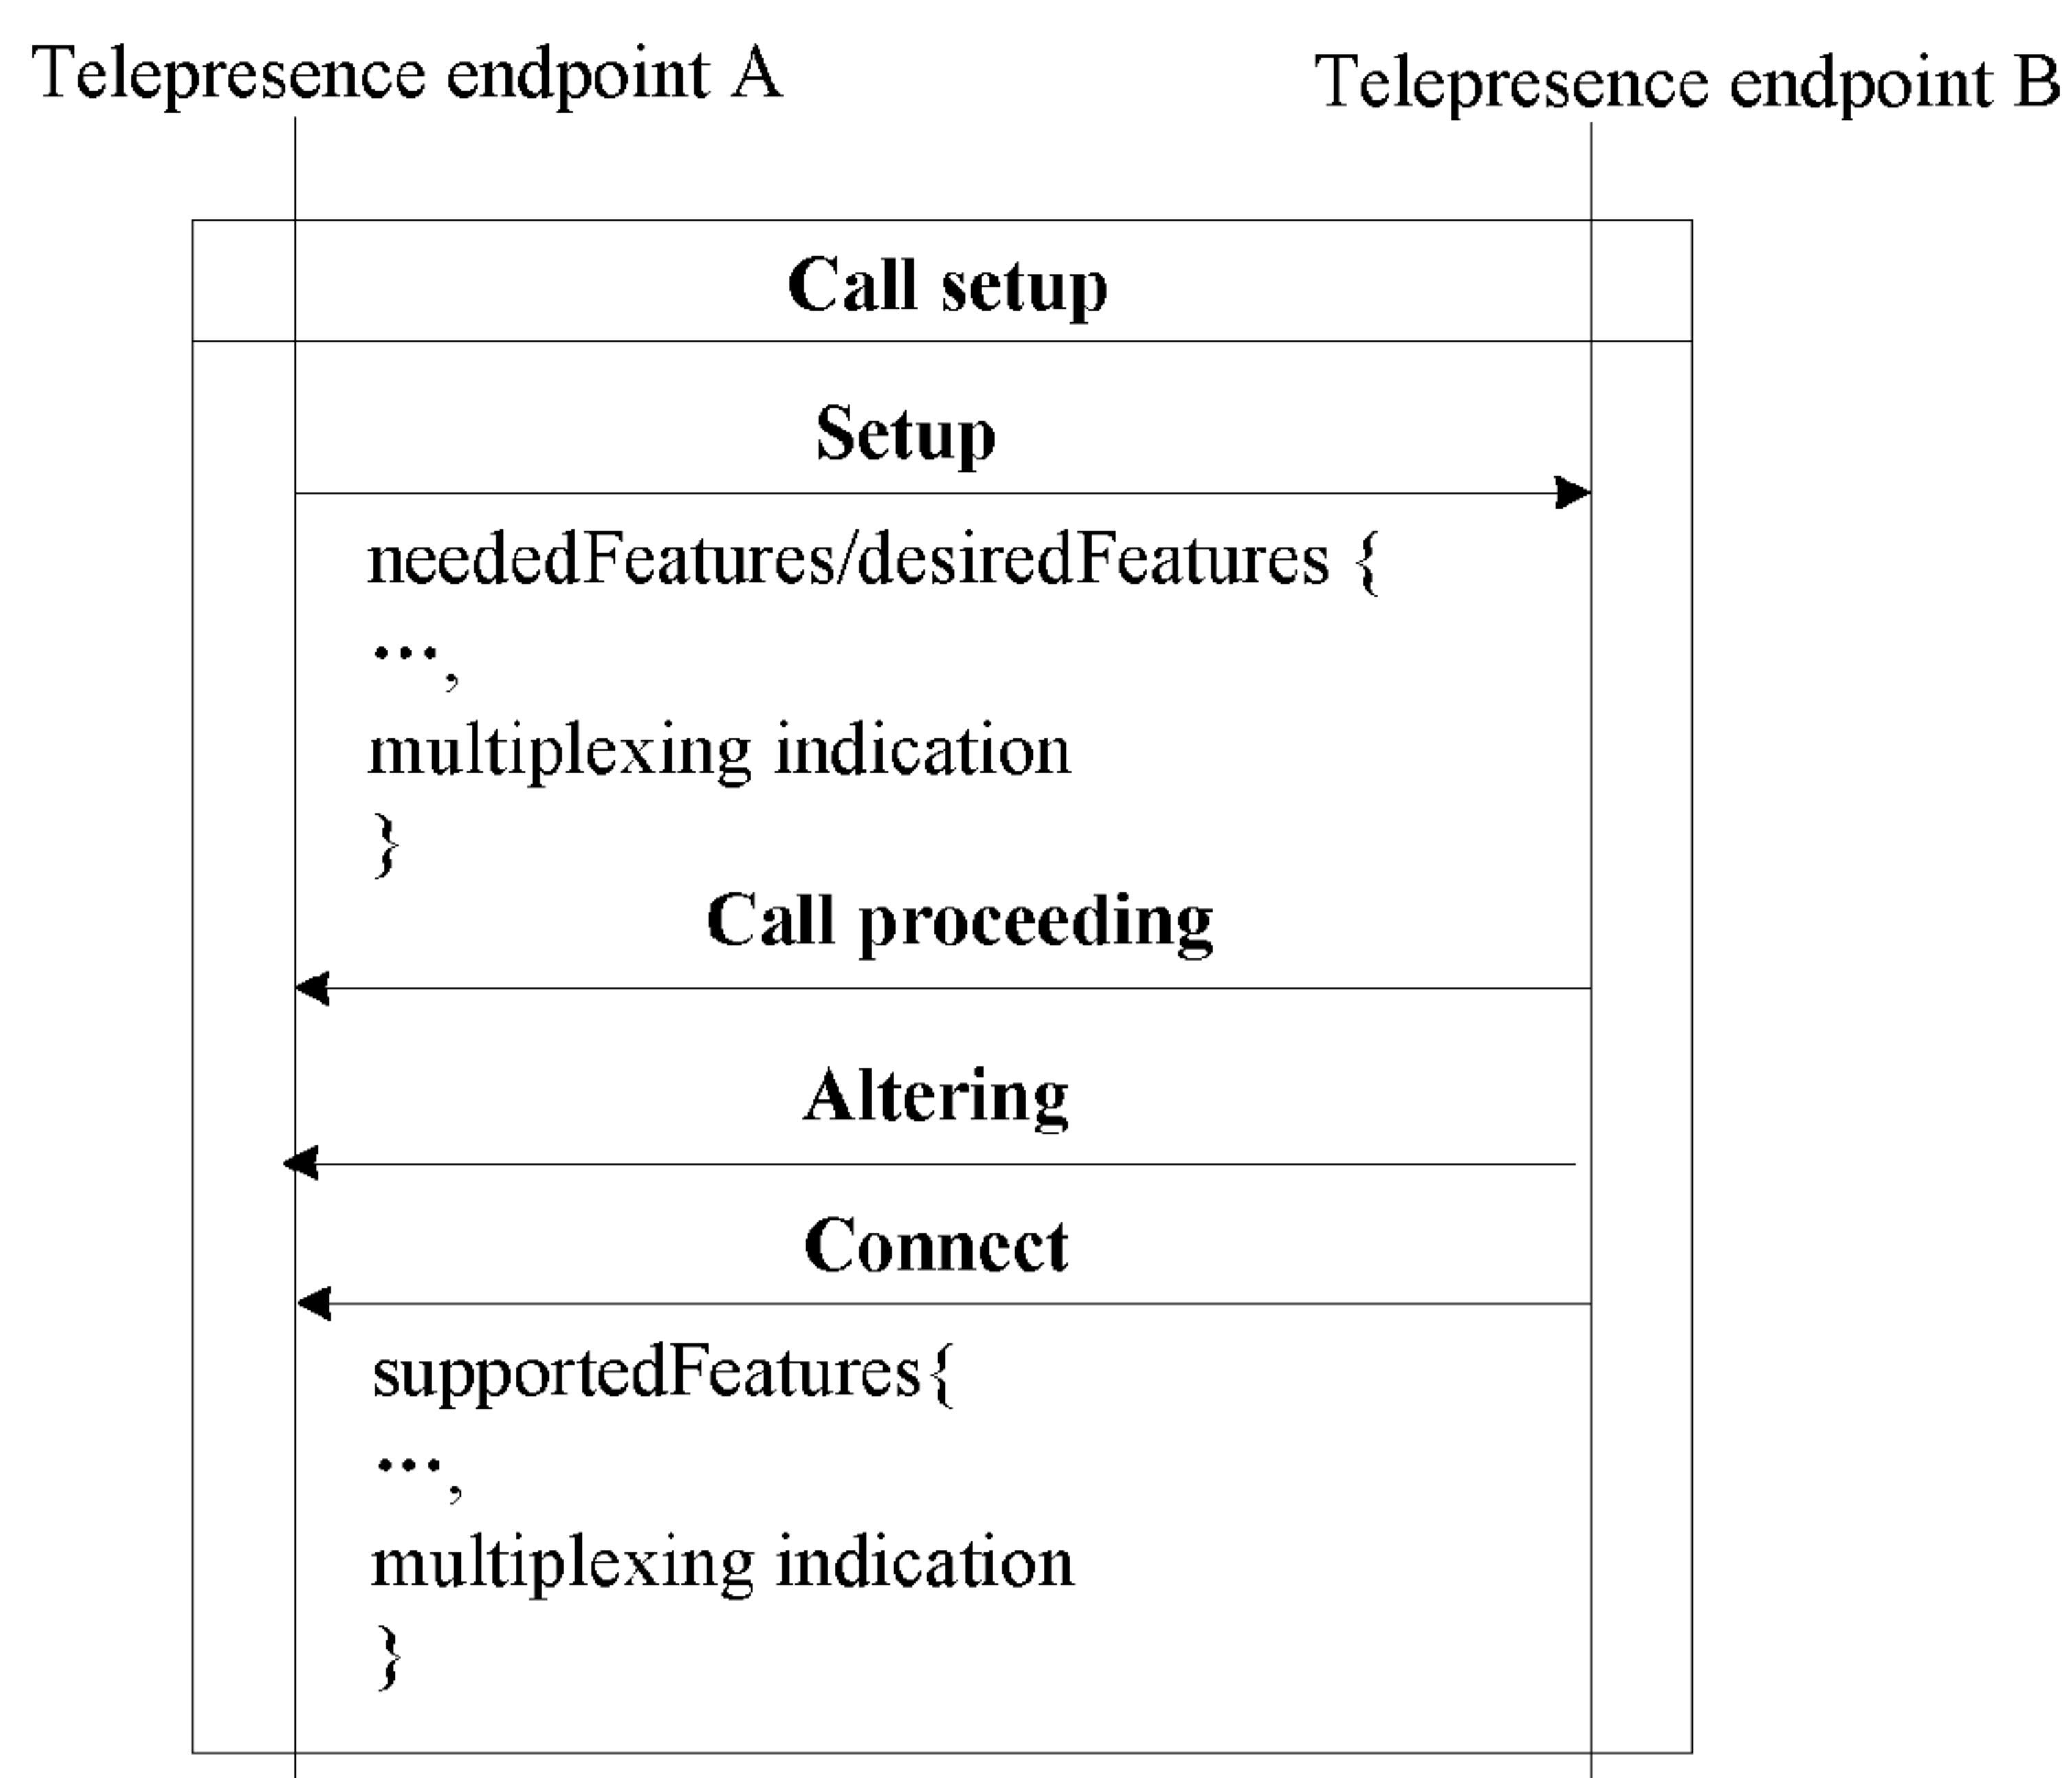 Telepresence endpoint A
Telepresence endpoint B
Call setup
Setup
neededFeatures/desiredFeatures {
···,
multiplexing indication
}
Call proceeding
Altering
Connect
supportedFeatures{
···,
multiplexing indication
}